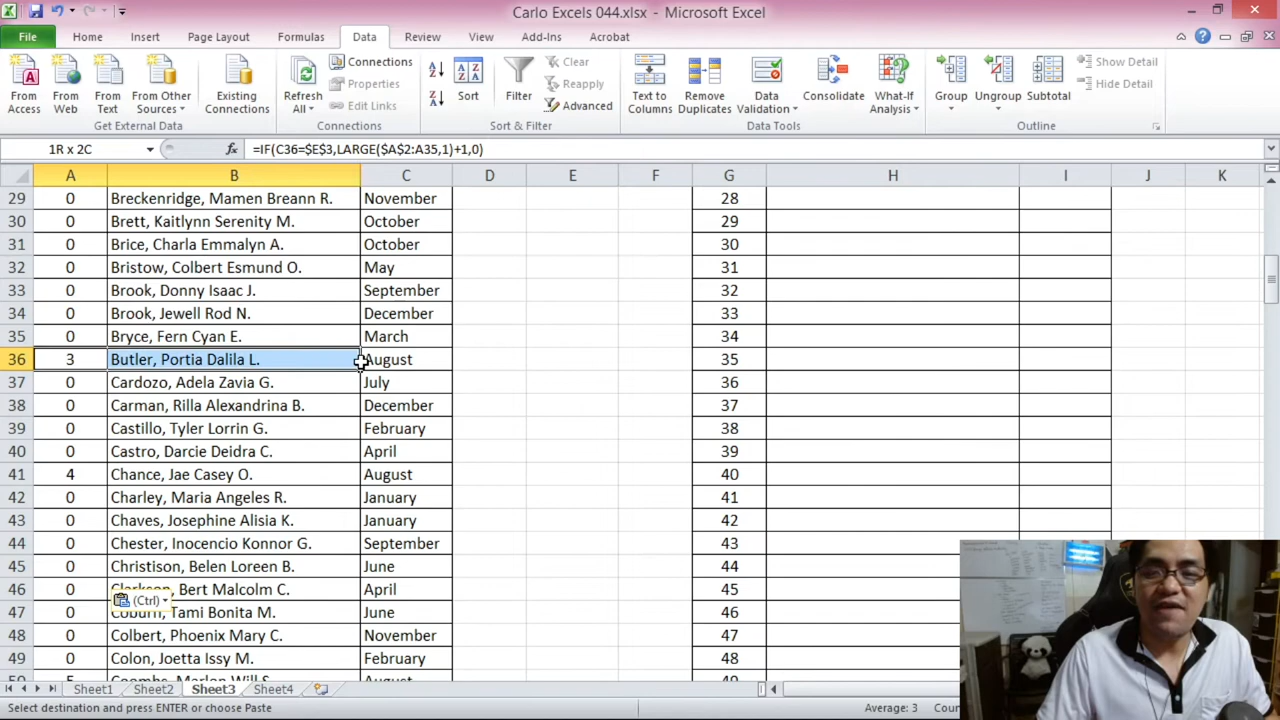 Carlo Excels 044.xlsx - Microsoft Excel
File Home Insert Page Layout Formulas Data Review View Add-Ins Acrobat
From Access
From Web
From Text
From Other Sources
Existing Connections
Get External Data
Refresh All
Connections
Properties
Edit Links
Connections
Sort
Filter
Clear
Reapply
Advanced
Sort & Filter
Text to Columns
Remove Duplicates
Data Validation
Consolidate
What-If Analysis
Data Tools
Group
Ungroup
Subtotal
Show Detail
Hide Detail
Outline
1R x 2C fx =IF(C36=$E$3,LARGE($A$2:A35,1)+1,0)
A B C D E F G H I J K
29 0 Breckenridge, Mamen Breann R. November 28
30 0 Brett, Kaitlynn Serenity M. October 29
31 0 Brice, Charla Emmalyn A. October 30
32 0 Bristow, Colbert Esmund O. May 31
33 0 Brook, Donny Isaac J. September 32
34 0 Brook, Jewell Rod N. December 33
35 0 Bryce, Fern Cyan E. March 34
36 3 Butler, Portia Dalila L. August 35
37 0 Cardozo, Adela Zavia G. July 36
38 0 Carman, Rilla Alexandrina B. December 37
39 0 Castillo, Tyler Lorrin G. February 38
40 0 Castro, Darcie Deidra C. April 39
41 4 Chance, Jae Casey O. August 40
42 0 Charley, Maria Angeles R. January 41
43 0 Chaves, Josephine Alisia K. January 42
44 0 Chester, Inocencio Konnor G. September 43
45 0 Christison, Belen Loreen B. June 44
46 0 Clarkson, Bert Malcolm C. April 45
(Ctrl)
47 0 Coburn, Tami Bonita M. June 46
48 0 Colbert, Phoenix Mary C. November 47
49 0 Colon, Joetta Issy M. February 48
50 5 Coombs, Marlon Will S. August
Sheet1 Sheet2 Sheet3 Sheet4
Select destination and press ENTER or choose Paste Average: 3